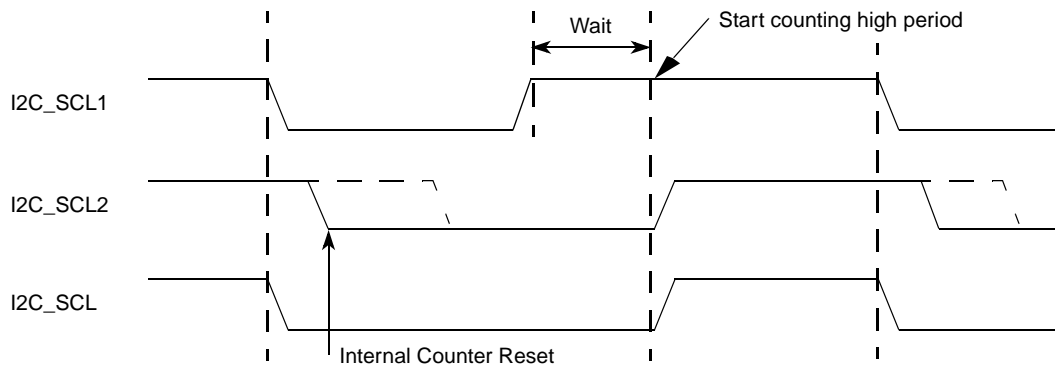 Start counting high period
Wait
I2C_SCL1
I2C_SCL2
I2C_SCL
Internal Counter Reset